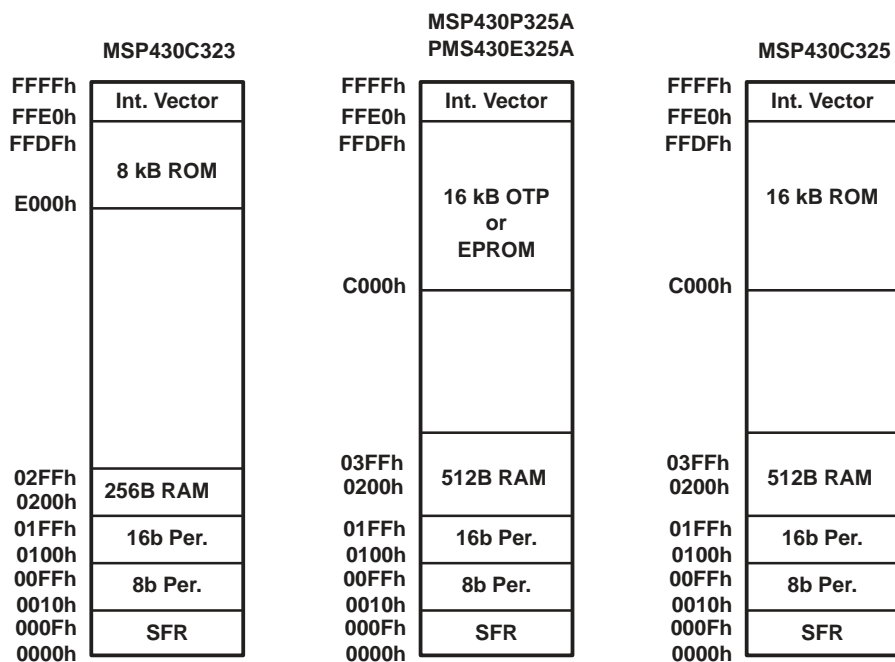 MSP430C323
FFFFh
Int. Vector
FFE0h
FFDFh
8 kB ROM
E000h
02FFh
256B RAM
0200h
01FFh
16b Per.
0100h
00FFh
8b Per.
0010h
000Fh
SFR
0000h
MSP430P325A
PMS430E325A
FFFFh
Int. Vector
FFE0h
FFDFh
16 kB OTP
or
EPROM
C000h
03FFh
512B RAM
0200h
01FFh
16b Per.
0100h
00FFh
8b Per.
0010h
000Fh
SFR
0000h
MSP430C325
FFFFh
Int. Vector
FFE0h
FFDFh
16 kB ROM
C000h
03FFh
512B RAM
0200h
01FFh
16b Per.
0100h
00FFh
8b Per.
0010h
000Fh
SFR
0000h